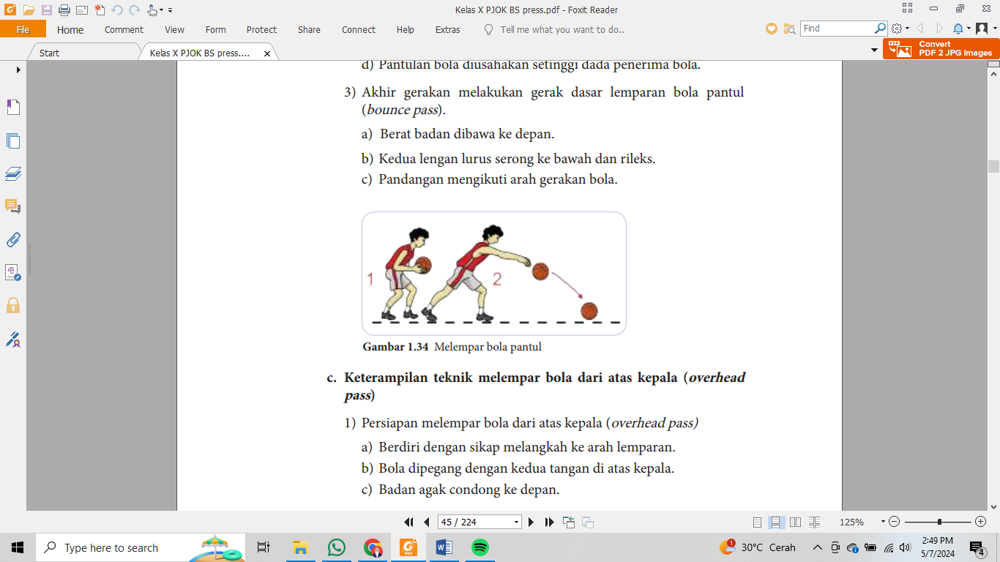 Kelas X PJOK BS press.pdf - Foxit Reader
File Home Comment View Form Protect Share Connect Help Extras Tell me what you want to do.. Find
Start Kelas X PJOK BS press.... Convert
PDF 2 JPG Images
d) Pantulan bola diusahakan setinggi dada penerima bola.
3) Akhir gerakan melakukan gerak dasar lemparan bola pantul
(bounce pass).
a) Berat badan dibawa ke depan.
b) Kedua lengan lurus serong ke bawah dan rileks.
c) Pandangan mengikuti arah gerakan bola.
1 2
Gambar 1.34 Melempar bola pantul
c. Keterampilan teknik melempar bola dari atas kepala (overhead
pass)
1) Persiapan melempar bola dari atas kepala (overhead pass)
a) Berdiri dengan sikap melangkah ke arah lemparan.
b) Bola dipegang dengan kedua tangan di atas kepala.
c) Badan agak condong ke depan.
45 / 224 125%
Type here to search 1 30°C Cerah 2:49 PM
5/7/2024 4